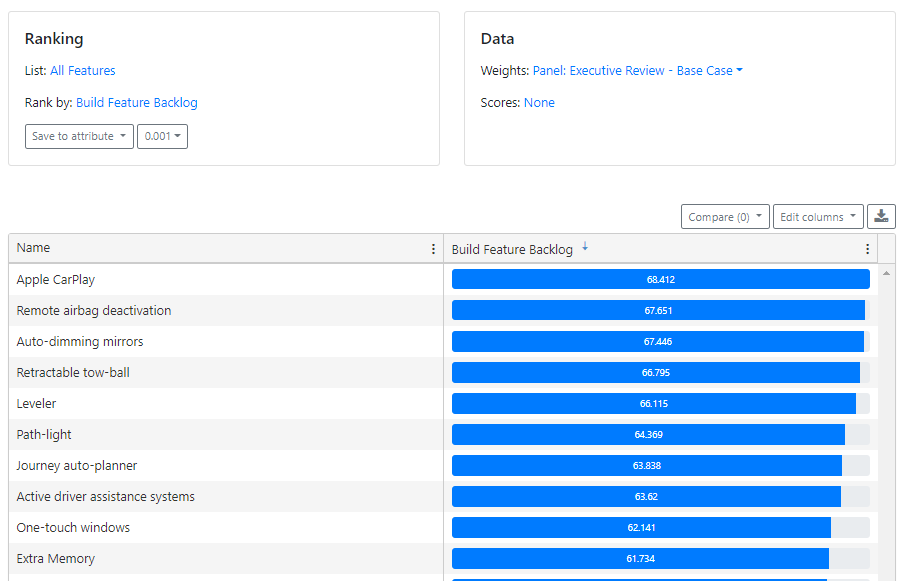 Ranking
List: All Features
Rank by: Build Feature Backlog
Save to attribute
0.001
Data
Weights: Panel: Executive Review - Base Case
Scores: None
Compare (0)
Edit columns
Name
Build Feature Backlog
Apple CarPlay
68.412
Remote airbag deactivation
67.651
Auto-dimming mirrors
67.446
Retractable tow-ball
66.795
Leveler
66.115
Path-light
64.369
Journey auto-planner
63.838
Active driver assistance systems
63.62
One-touch windows
62.141
Extra Memory
61.734